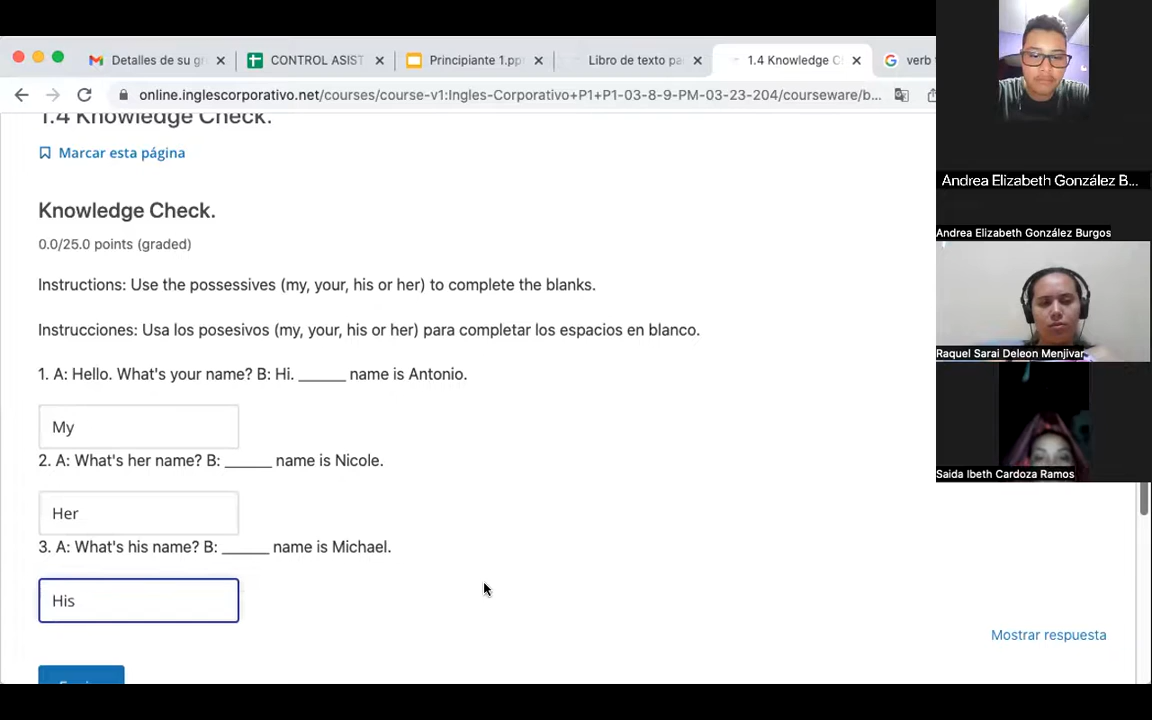 Detalles de su gr
CONTROL ASIST
Principiante 1.pp
Libro de texto pa
1.4 Knowledge C
verb
online.inglescorporativo.net/courses/course-v1:Ingles-Corporativo+P1+P1-03-8-9-PM-03-23-204/courseware/b...
1.4 Knowledge Check.
Marcar esta página
Knowledge Check.
0.0/25.0 points (graded)
Instructions: Use the possessives (my, your, his or her) to complete the blanks.
Instrucciones: Usa los posesivos (my, your, his or her) para completar los espacios en blanco.
1. A: Hello. What's your name? B: Hi. ______ name is Antonio.
My
2. A: What's her name? B: ______ name is Nicole.
Her
3. A: What's his name? B: ______ name is Michael.
His
Mostrar respuesta
Andrea Elizabeth González B...
Andrea Elizabeth González Burgos
Raquel Sarai Deleon Menjivar
Saida Ibeth Cardoza Ramos